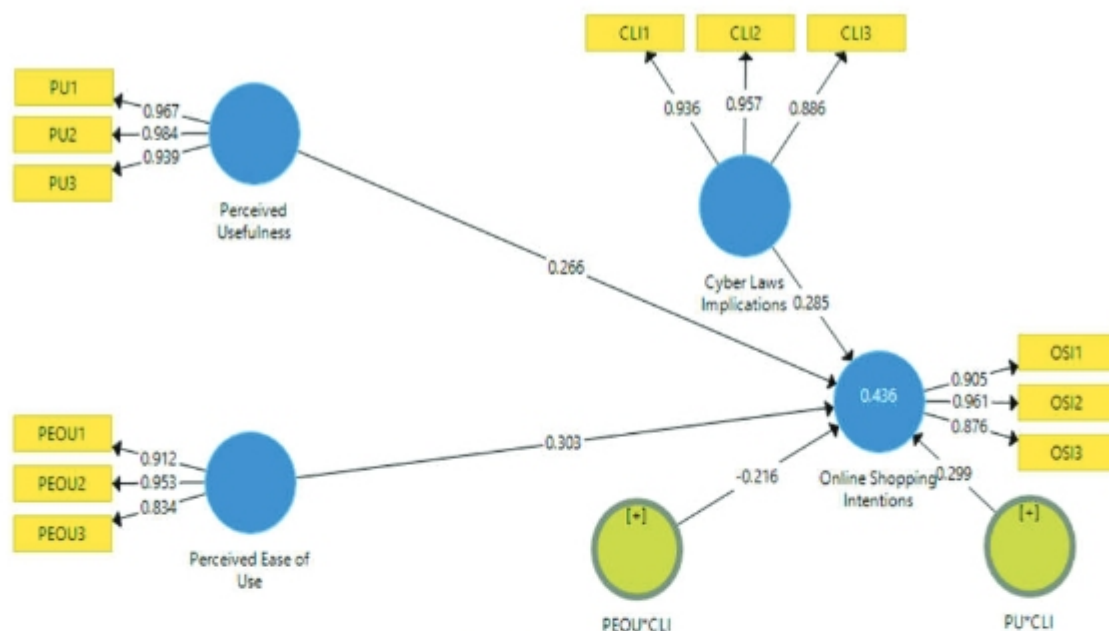 CLI1 CLI2 CLI3
PU1
0.967
PU2
0.984
PU3
0.939
0.936
0.957
0.886
Perceived
Usefulness
0.266
Cyber Laws
Implications
0.285
PEOU1
0.912
PEOU2
0.953
PEOU3
0.834
0.303
Perceived Ease of
Use
0.436
OSI1
0.905
OSI2
0.961
OSI3
0.876
Online Shopping
Intentions
-0.216
0.299
[+]
PEOU*CLI
[+]
PU*CLI